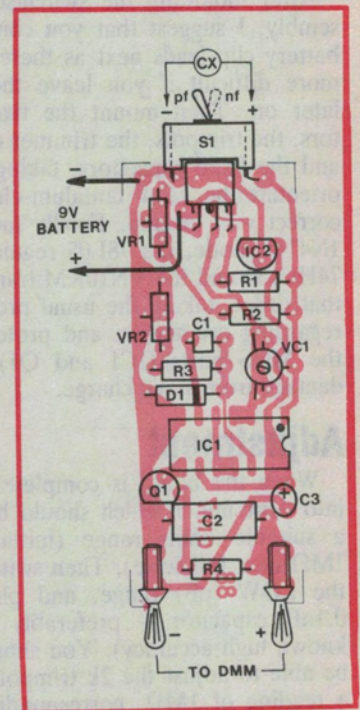 CX
pf nf
+
S1
−
9V
BATTERY
+
VR1
IC2
R1
R2
VR2
C1
VC1
R3
D1
IC1
Q1
C3
+
C2
R4
− +
TO DMM